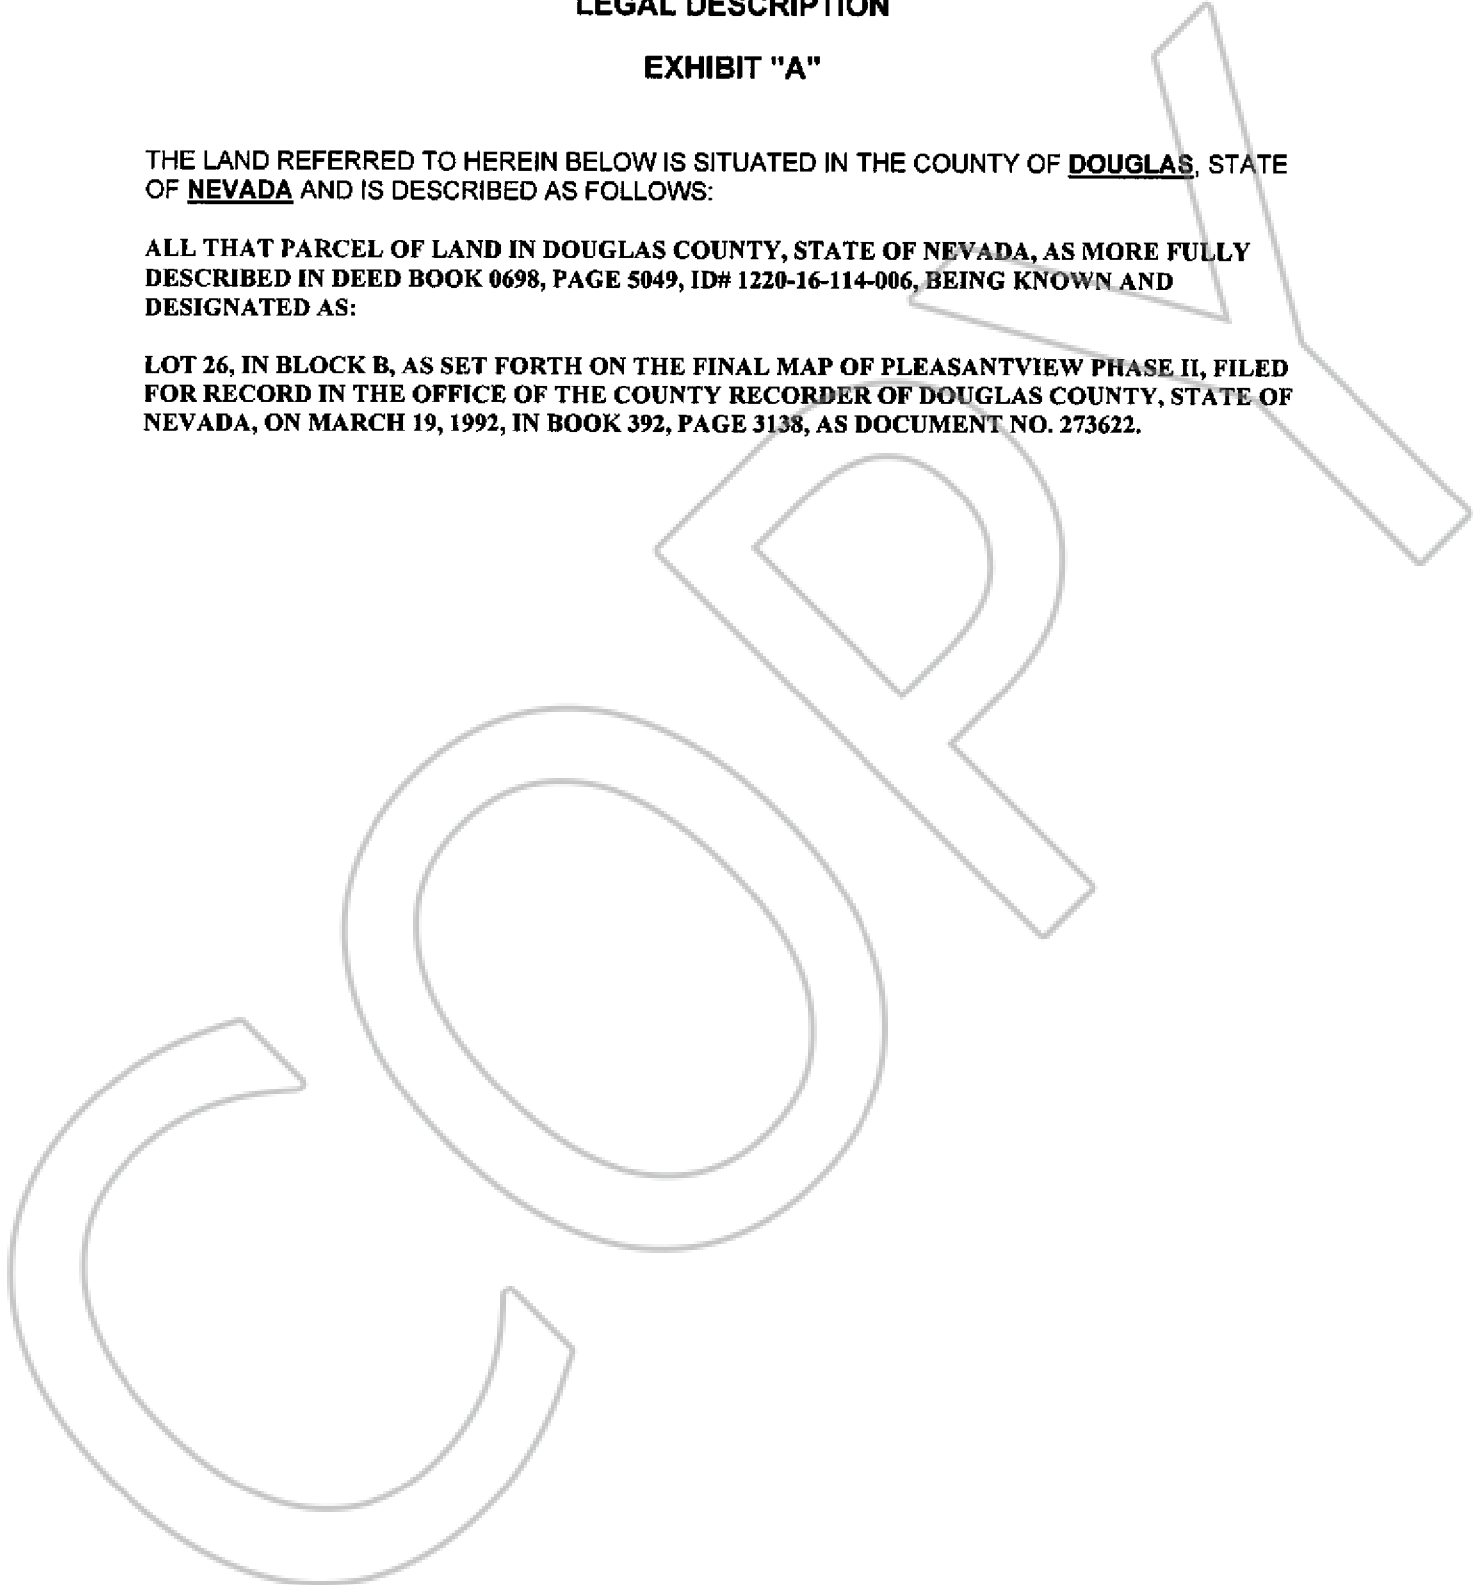 LEGAL DESCRIPTION
EXHIBIT "A"
THE LAND REFERRED TO HEREIN BELOW IS SITUATED IN THE COUNTY OF DOUGLAS, STATE
OF NEVADA AND IS DESCRIBED AS FOLLOWS:
ALL THAT PARCEL OF LAND IN DOUGLAS COUNTY, STATE OF NEVADA, AS MORE FULLY
DESCRIBED IN DEED BOOK 0698, PAGE 5049, ID# 1220-16-114-006, BEING KNOWN AND
DESIGNATED AS:
LOT 26, IN BLOCK B, AS SET FORTH ON THE FINAL MAP OF PLEASANTVIEW PHASE II, FILED
FOR RECORD IN THE OFFICE OF THE COUNTY RECORDER OF DOUGLAS COUNTY, STATE OF
NEVADA, ON MARCH 19, 1992, IN BOOK 392, PAGE 3138, AS DOCUMENT NO. 273622.
COPY